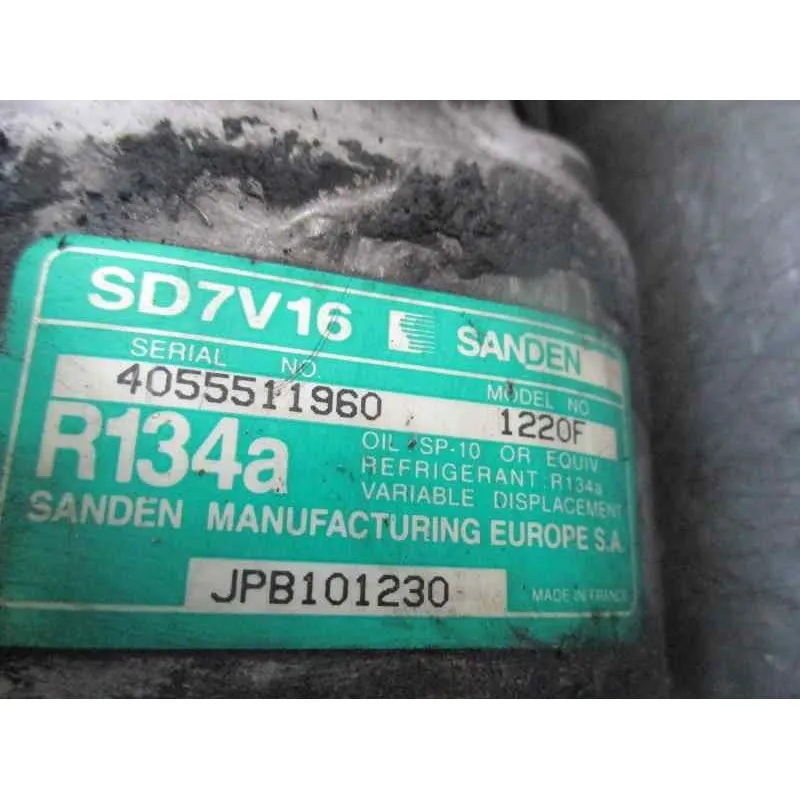 SD7V16 SANDEN
SERIAL NO. MODEL NO
4055511960 1220F
R134a
OIL SP-10 OR EQUIV
REFRIGERANT:R134a
VARIABLE DISPLACEMENT
SANDEN MANUFACTURING EUROPE S.A.
JPB101230 MADE IN FRANCE